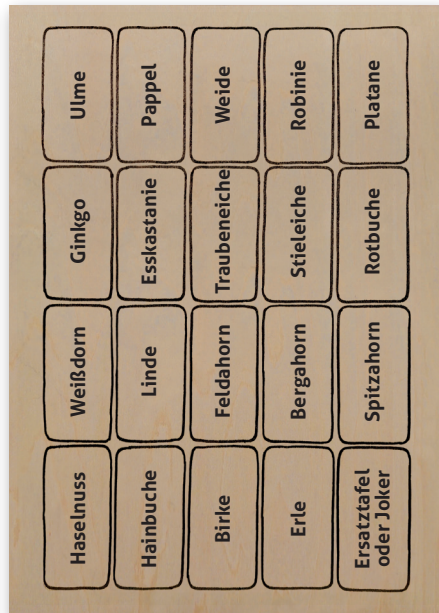 Haselnuss
Weißdorn
Ginkgo
Ulme
Hainbuche
Linde
Esskastanie
Pappel
Birke
Feldahorn
Traubeneiche
Weide
Erle
Bergahorn
Stieleiche
Robinie
Ersatztafel
oder Joker
Spitzahorn
Rotbuche
Platane